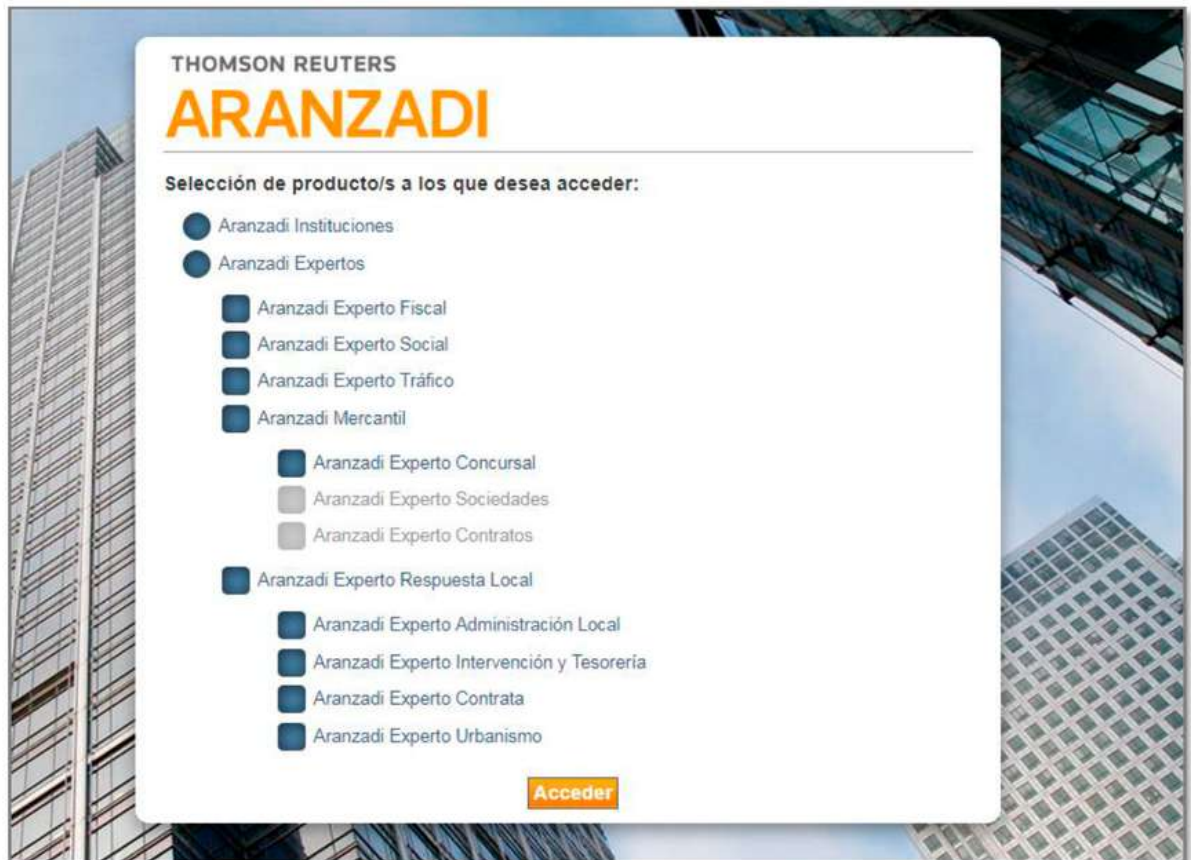 THOMSON REUTERS
ARANZADI
Selección de producto/s a los que desea acceder:
Aranzadi Instituciones
Aranzadi Expertos
Aranzadi Experto Fiscal
Aranzadi Experto Social
Aranzadi Experto Tráfico
Aranzadi Mercantil
Aranzadi Experto Concursal
Aranzadi Experto Sociedades
Aranzadi Experto Contratos
Aranzadi Experto Respuesta Local
Aranzadi Experto Administración Local
Aranzadi Experto Intervención y Tesorería
Aranzadi Experto Contrata
Aranzadi Experto Urbanismo
Acceder